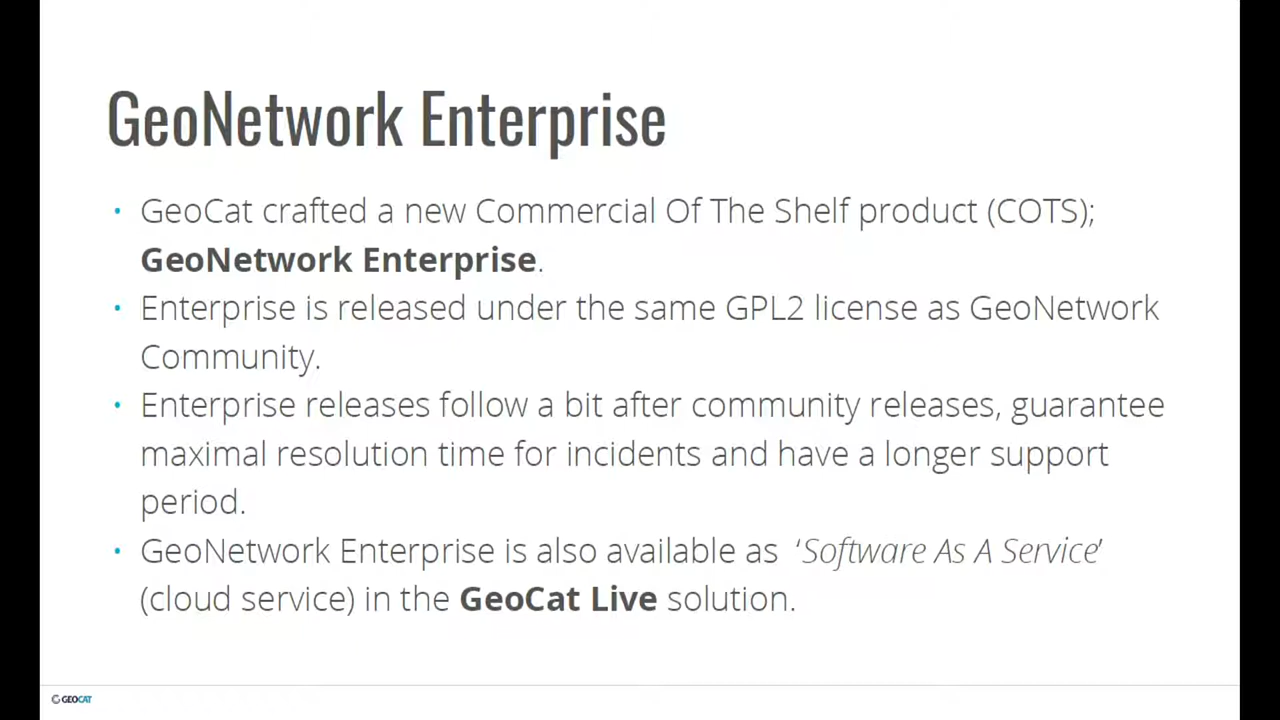 GeoNetwork Enterprise
• GeoCat crafted a new Commercial Of The Shelf product (COTS);
GeoNetwork Enterprise.
• Enterprise is released under the same GPL2 license as GeoNetwork
Community.
• Enterprise releases follow a bit after community releases, guarantee
maximal resolution time for incidents and have a longer support
period.
• GeoNetwork Enterprise is also available as ‘Software As A Service’
(cloud service) in the GeoCat Live solution.
GEOCAT